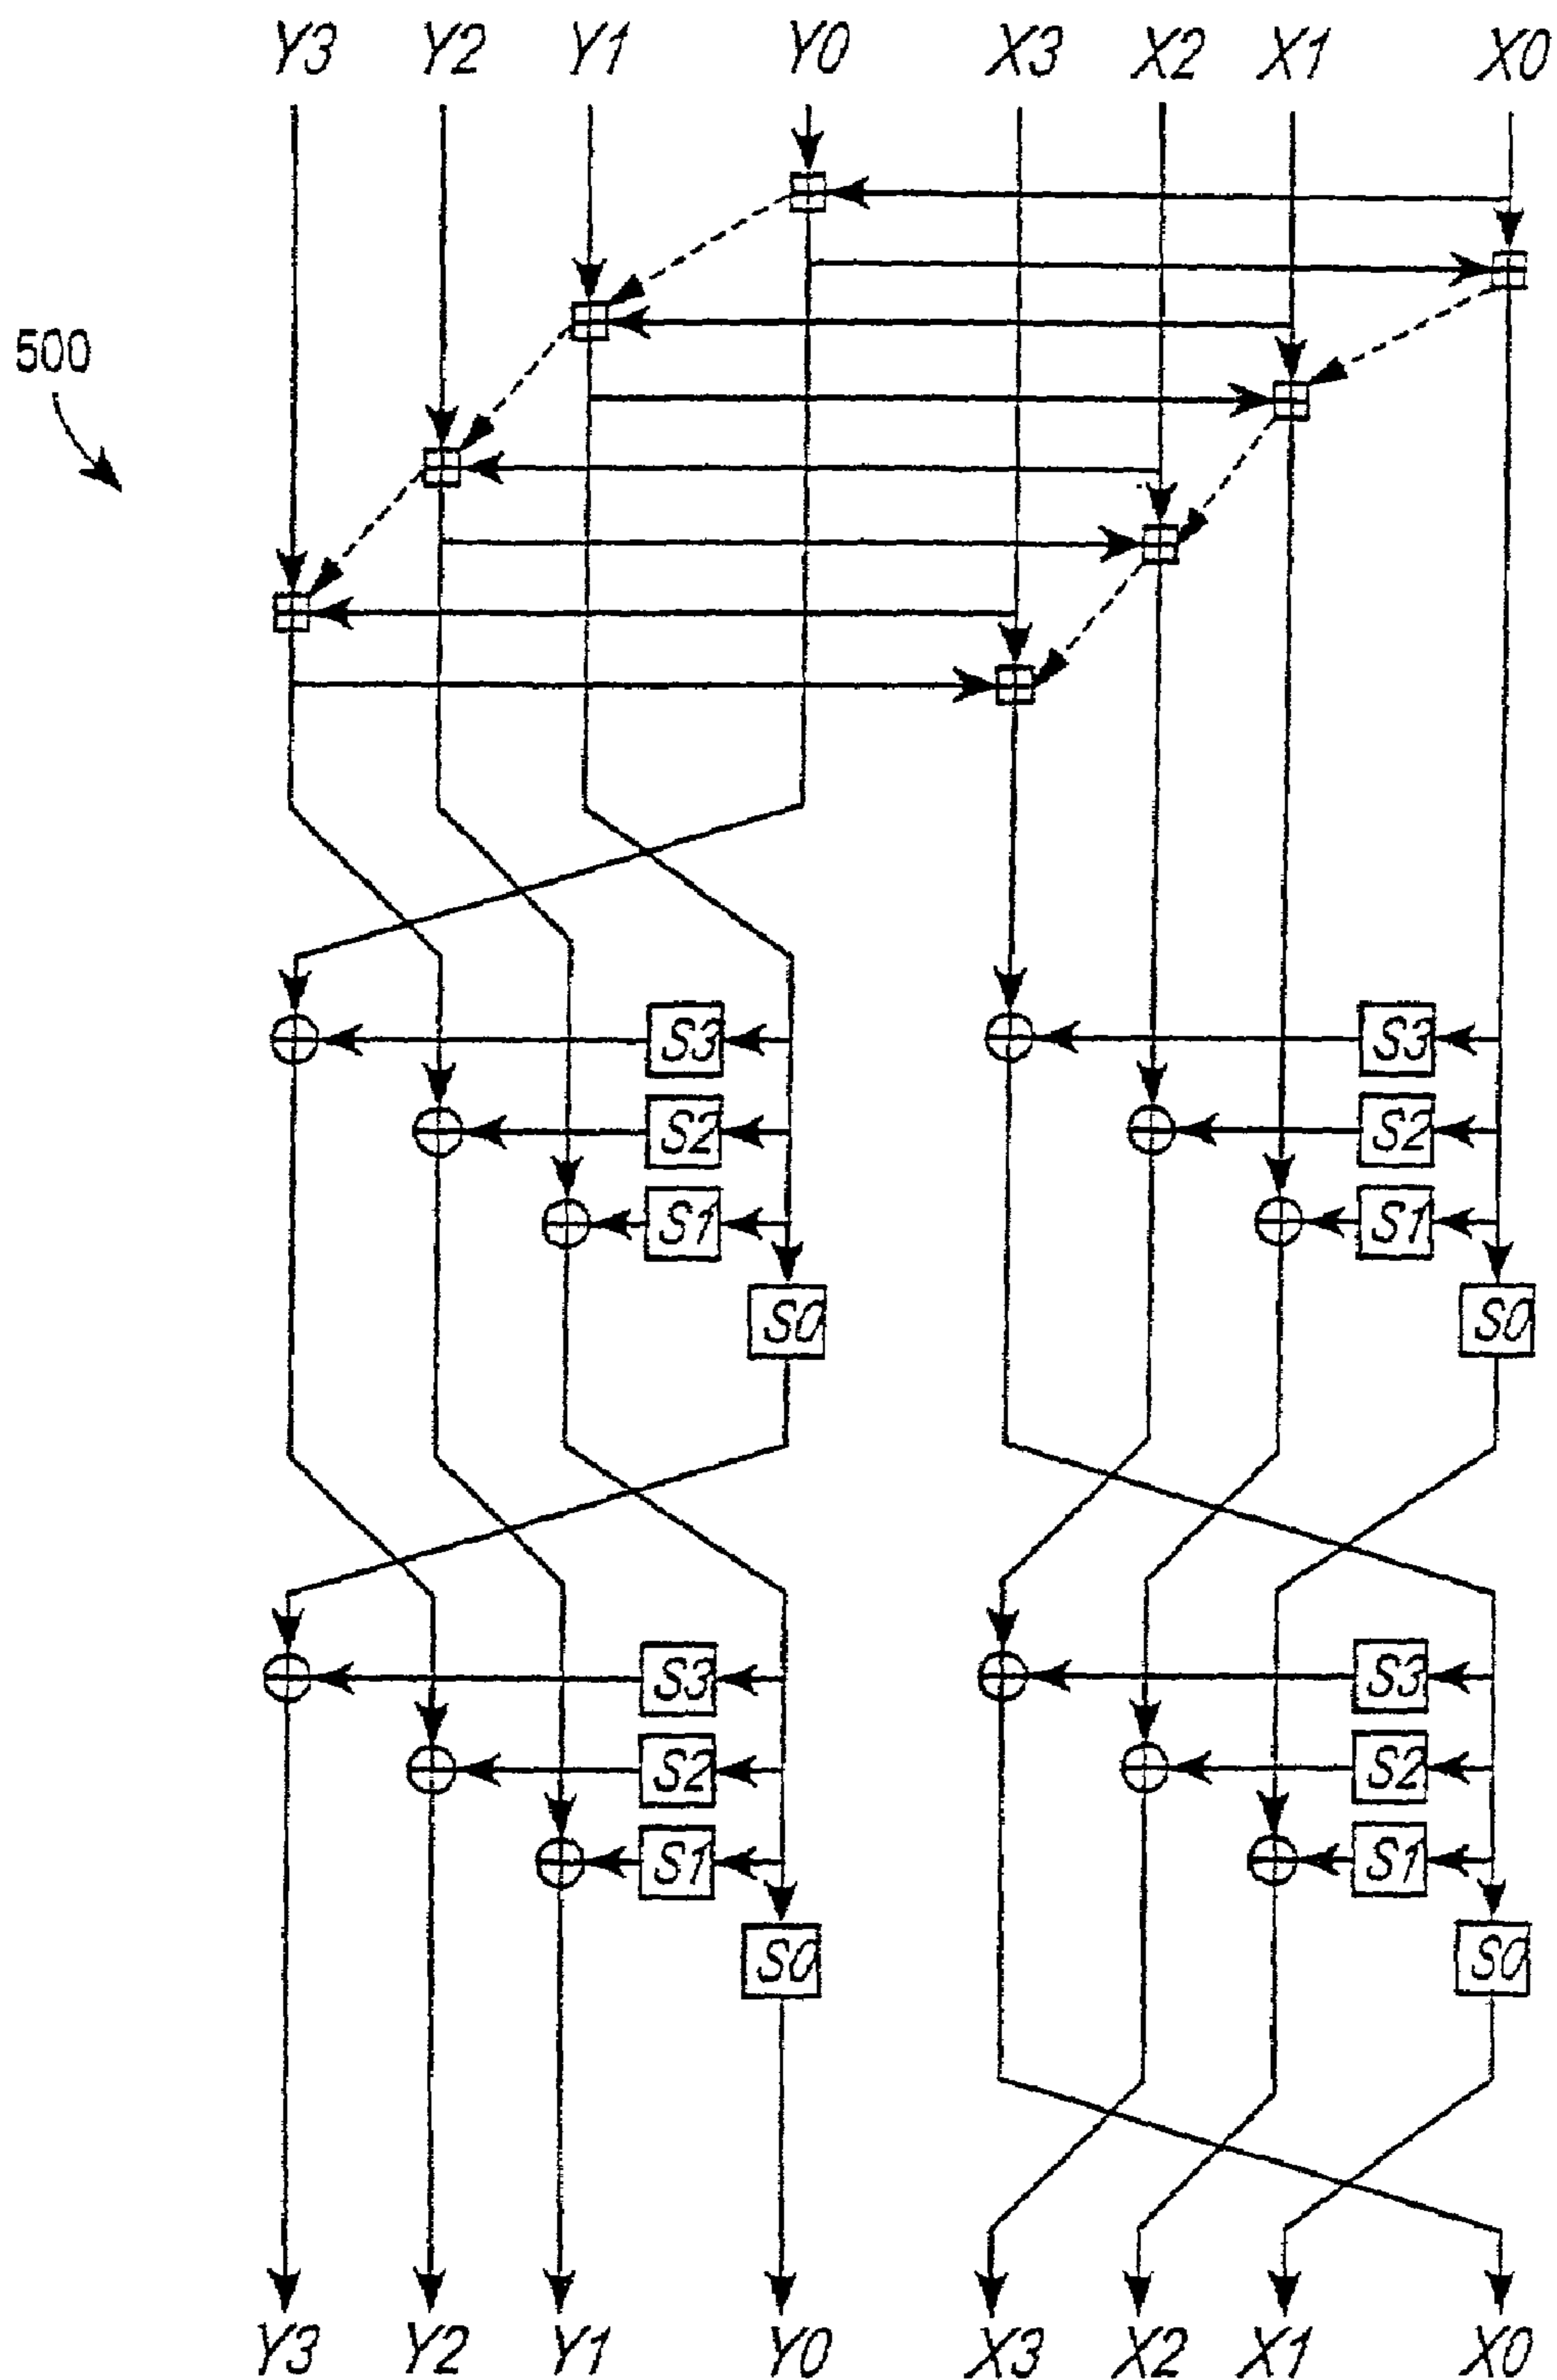 Y3 Y2 Y1 Y0 X3 X2 X1 X0
500
S3 S3
S2 S2
S1 S1
S0 S0
S3 S3
S2 S2
S1 S1
S0 S0
Y3 Y2 Y1 Y0 X3 X2 X1 X0